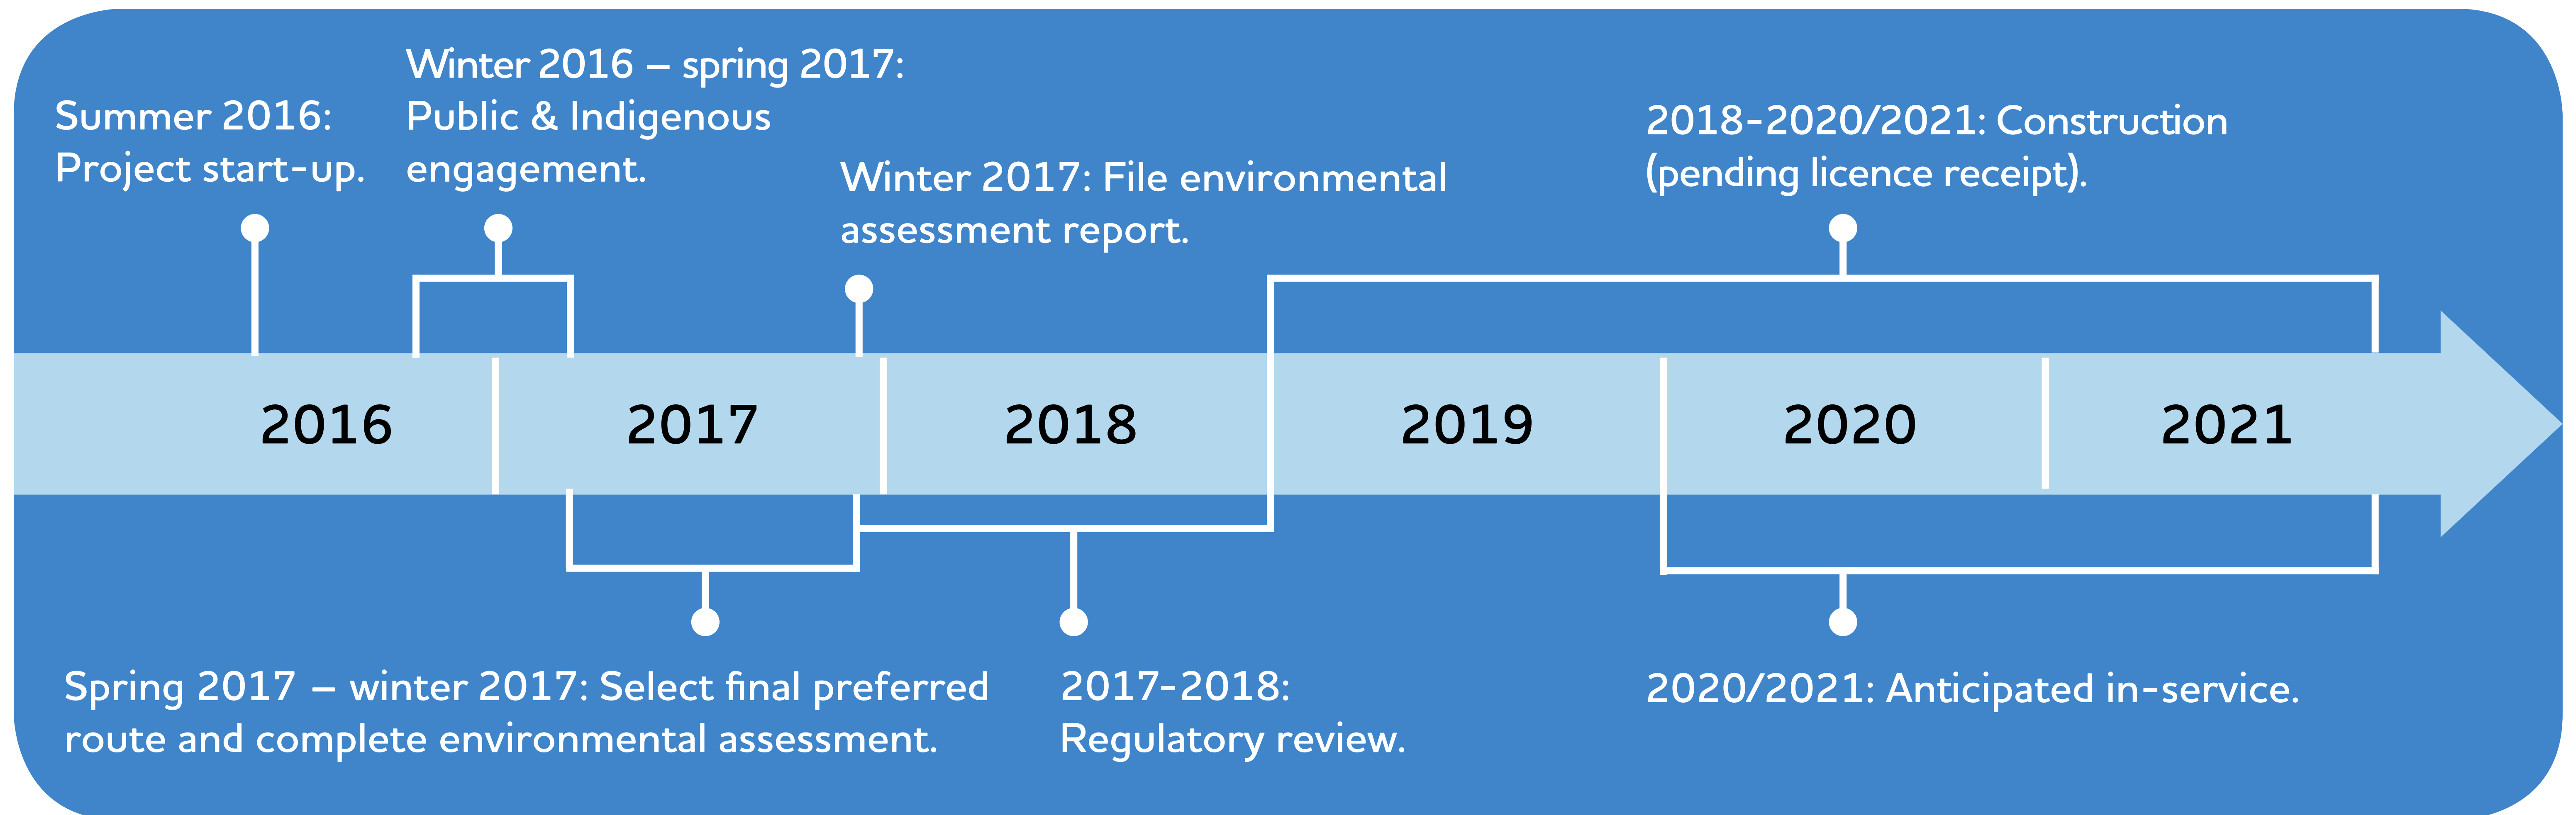 Summer 2016:
Project start-up.
Winter 2016 – spring 2017:
Public & Indigenous
engagement.
Winter 2017: File environmental
assessment report.
2018-2020/2021: Construction
(pending licence receipt).
2016
2017
2018
2019
2020
2021
Spring 2017 – winter 2017: Select final preferred
route and complete environmental assessment.
2017-2018:
Regulatory review.
2020/2021: Anticipated in-service.